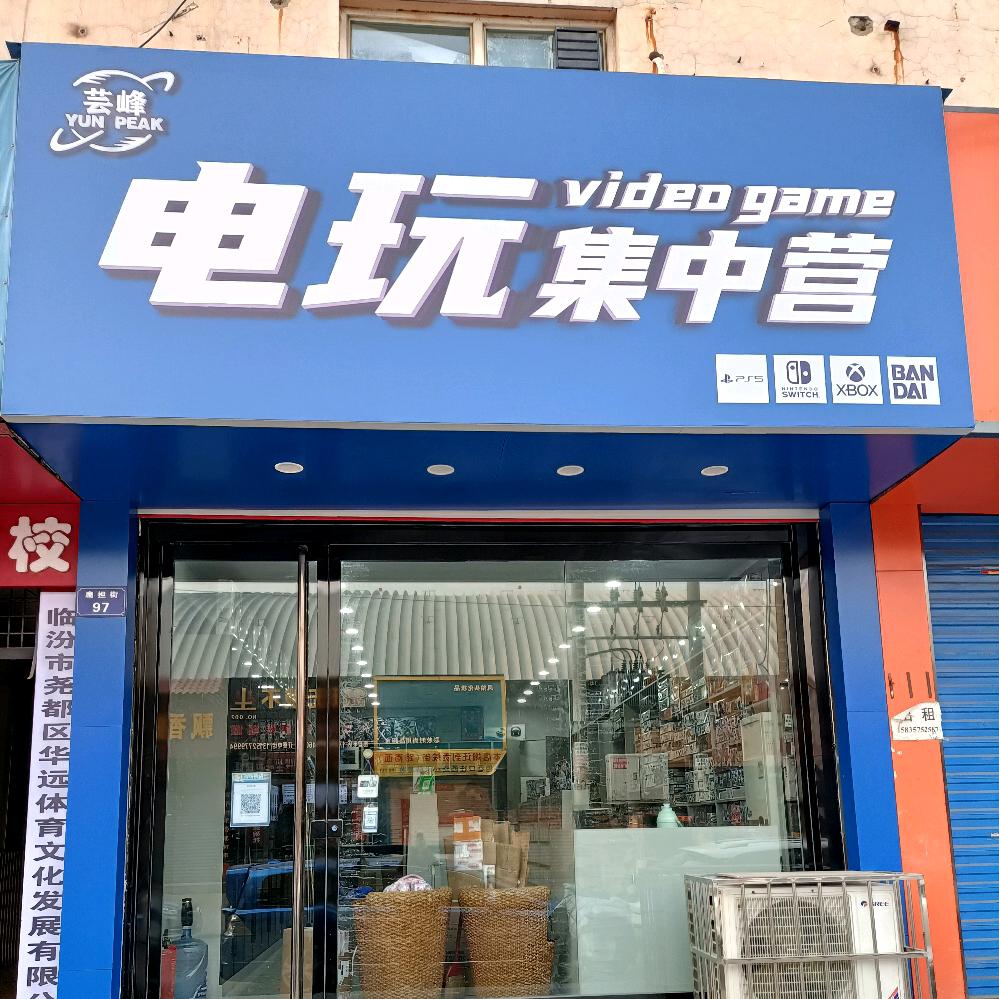 芸峰
YUN PEAK
电玩
video game
集中营
PS5
NINTENDO
SWITCH
XBOX
BAN
DAI
校
97
临汾市尧都区华远体育文化发展有限公
租
GREE